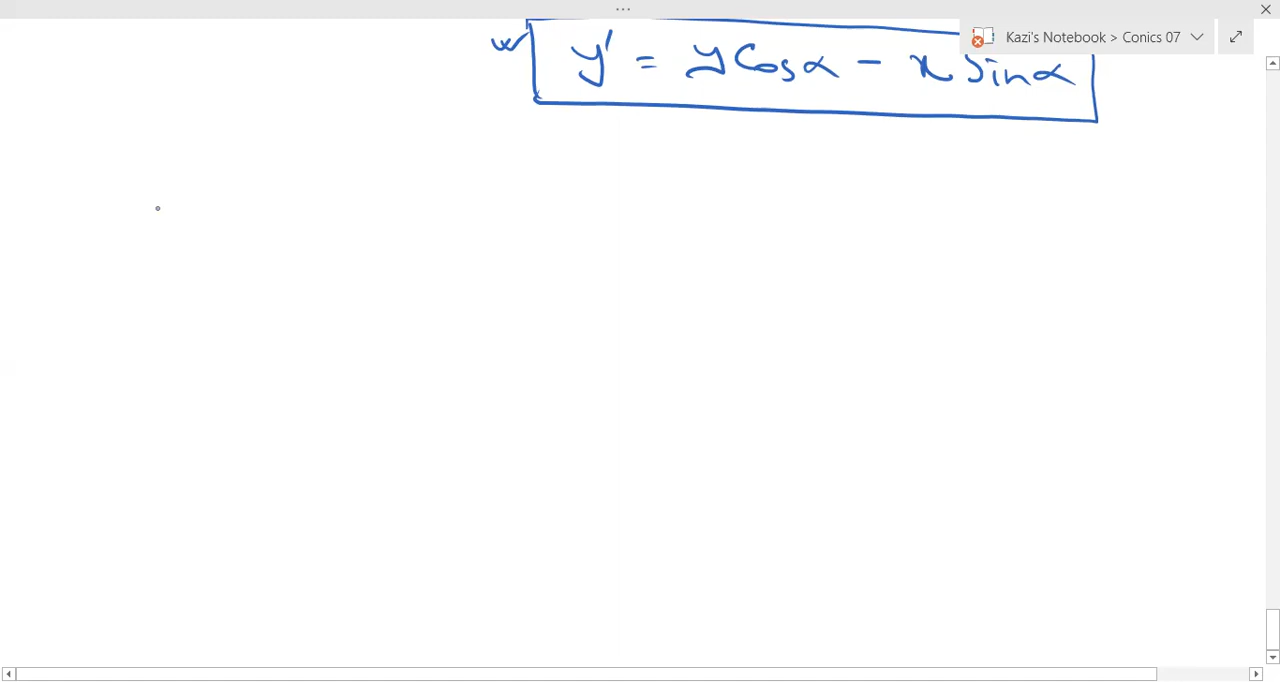 Kazi's Notebook > Conics 07
y' = y Cosα - x Sinα